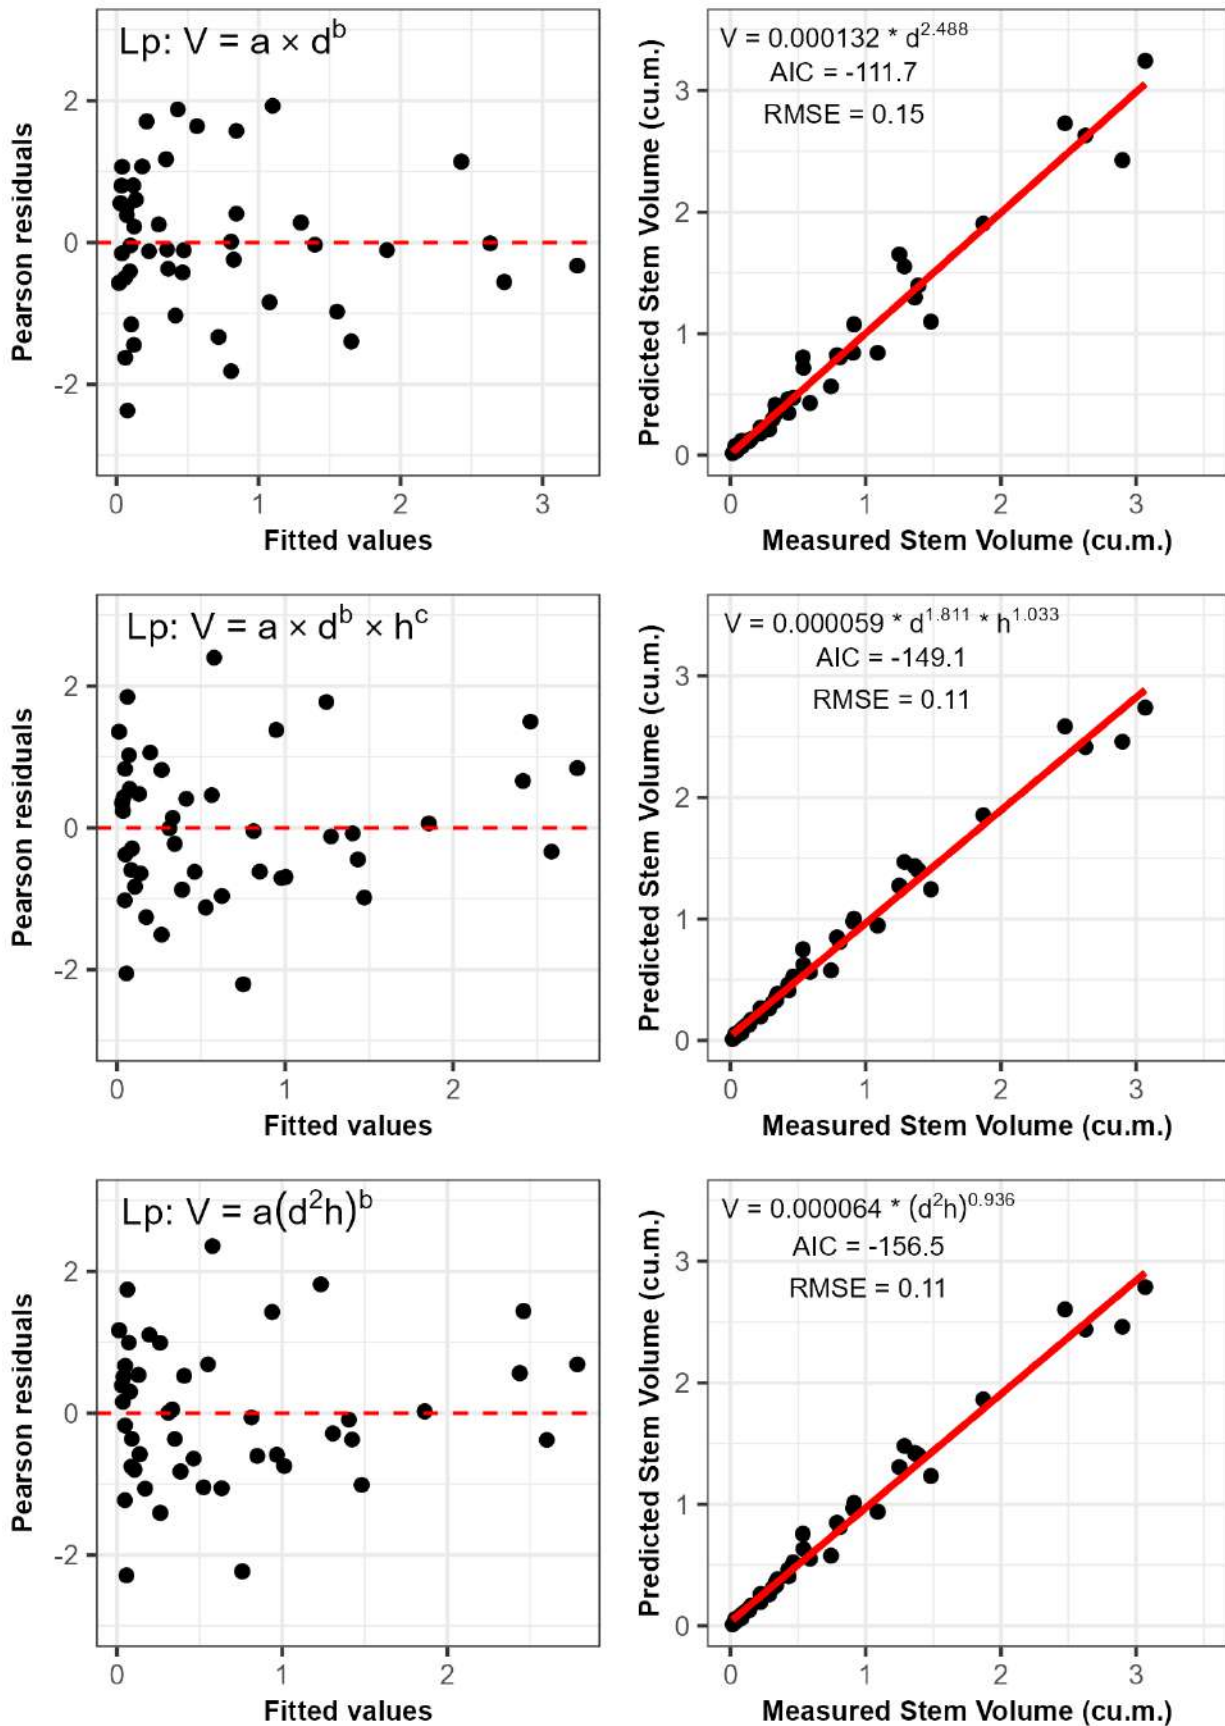 Lp: V = a × d^b
Pearson residuals
2
0
-2
0 1 2 3
Fitted values
V = 0.000132 * d^2.488
AIC = -111.7
RMSE = 0.15
Predicted Stem Volume (cu.m.)
3
2
1
0
0 1 2 3
Measured Stem Volume (cu.m.)
Lp: V = a × d^b × h^c
Pearson residuals
2
0
-2
0 1 2
Fitted values
V = 0.000059 * d^1.811 * h^1.033
AIC = -149.1
RMSE = 0.11
Predicted Stem Volume (cu.m.)
3
2
1
0
0 1 2 3
Measured Stem Volume (cu.m.)
Lp: V = a(d²h)^b
Pearson residuals
2
0
-2
0 1 2
Fitted values
V = 0.000064 * (d²h)^0.936
AIC = -156.5
RMSE = 0.11
Predicted Stem Volume (cu.m.)
3
2
1
0
0 1 2 3
Measured Stem Volume (cu.m.)